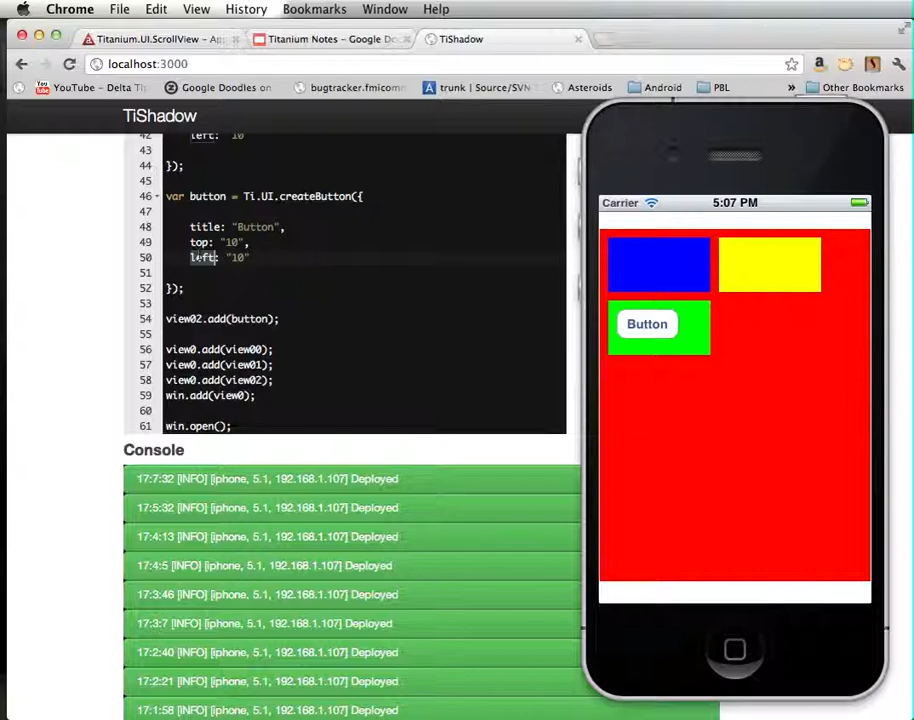 Chrome File Edit View History Bookmarks Window Help
Titanium.UI.ScrollView - Ap
Titanium Notes - Google Do
TiShadow
localhost:3000
YouTube - Delta Th
Google Doodles on
bugtracker.fmicomm
trunk | Source/SVN
Asteroids
Android
PBL
» Other Bookmarks
TiShadow
42 left: "10
43
44 });
45
46 var button = Ti.UI.createButton({
47
48 title: "Button",
49 top: "10",
50 left: "10"
51
52 });
53
54 view02.add(button);
55
56 view0.add(view00);
57 view0.add(view01);
58 view0.add(view02);
59 win.add(view0);
60
61 win.open();
Console
17:7:32 [INFO] [iphone, 5.1, 192.168.1.107] Deployed
17:5:32 [INFO] [iphone, 5.1, 192.168.1.107] Deployed
17:4:13 [INFO] [iphone, 5.1, 192.168.1.107] Deployed
17:4:5 [INFO] [iphone, 5.1, 192.168.1.107] Deployed
17:3:46 [INFO] [iphone, 5.1, 192.168.1.107] Deployed
17:3:7 [INFO] [iphone, 5.1, 192.168.1.107] Deployed
17:2:40 [INFO] [iphone, 5.1, 192.168.1.107] Deployed
17:2:21 [INFO] [iphone, 5.1, 192.168.1.107] Deployed
17:1:58 [INFO] [iphone, 5.1, 192.168.1.107] Deployed
Carrier 5:07 PM
Button